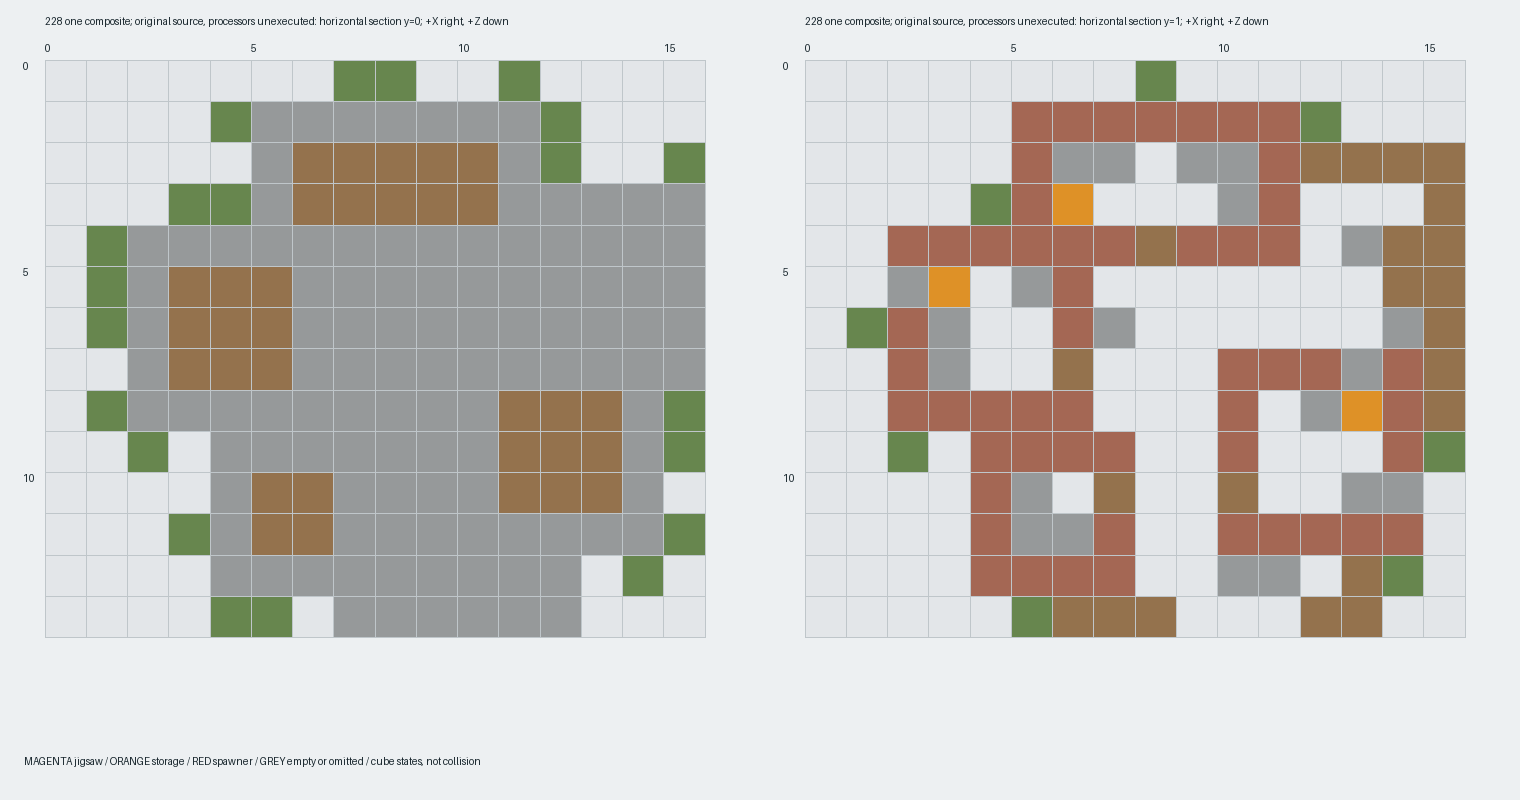 228 one composite; original source, processors unexecuted: horizontal section y=0; +X right, +Z down
228 one composite; original source, processors unexecuted: horizontal section y=1; +X right, +Z down
0 5 10 15
0 5 10 15
0
0
5
5
10
10
MAGENTA jigsaw / ORANGE storage / RED spawner / GREY empty or omitted / cube states, not collision